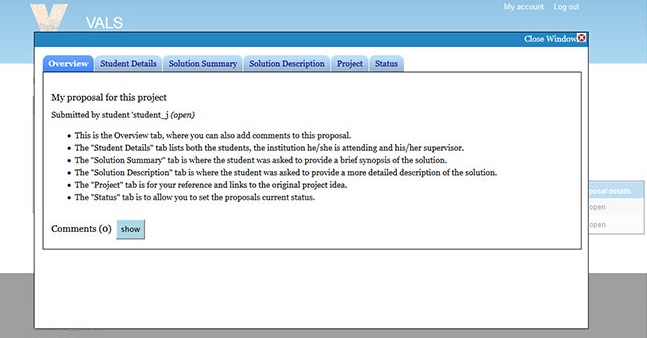 My account Log out
VALS
Close Window
Overview Student Details Solution Summary Solution Description Project Status
My proposal for this project
Submitted by student 'student_j (open)
This is the Overview tab, where you can also add comments to this proposal.
The "Student Details" tab lists both the students, the institution he/she is attending and his/her supervisor.
The "Solution Summary" tab is where the student was asked to provide a brief synopsis of the solution.
The "Solution Description" tab is where the student was asked to provide a more detailed description of the solution.
The "Project" tab is for your reference and links to the original project idea.
The "Status" tab is to allow you to set the proposals current status.
Comments (0) show
posal details
open
open